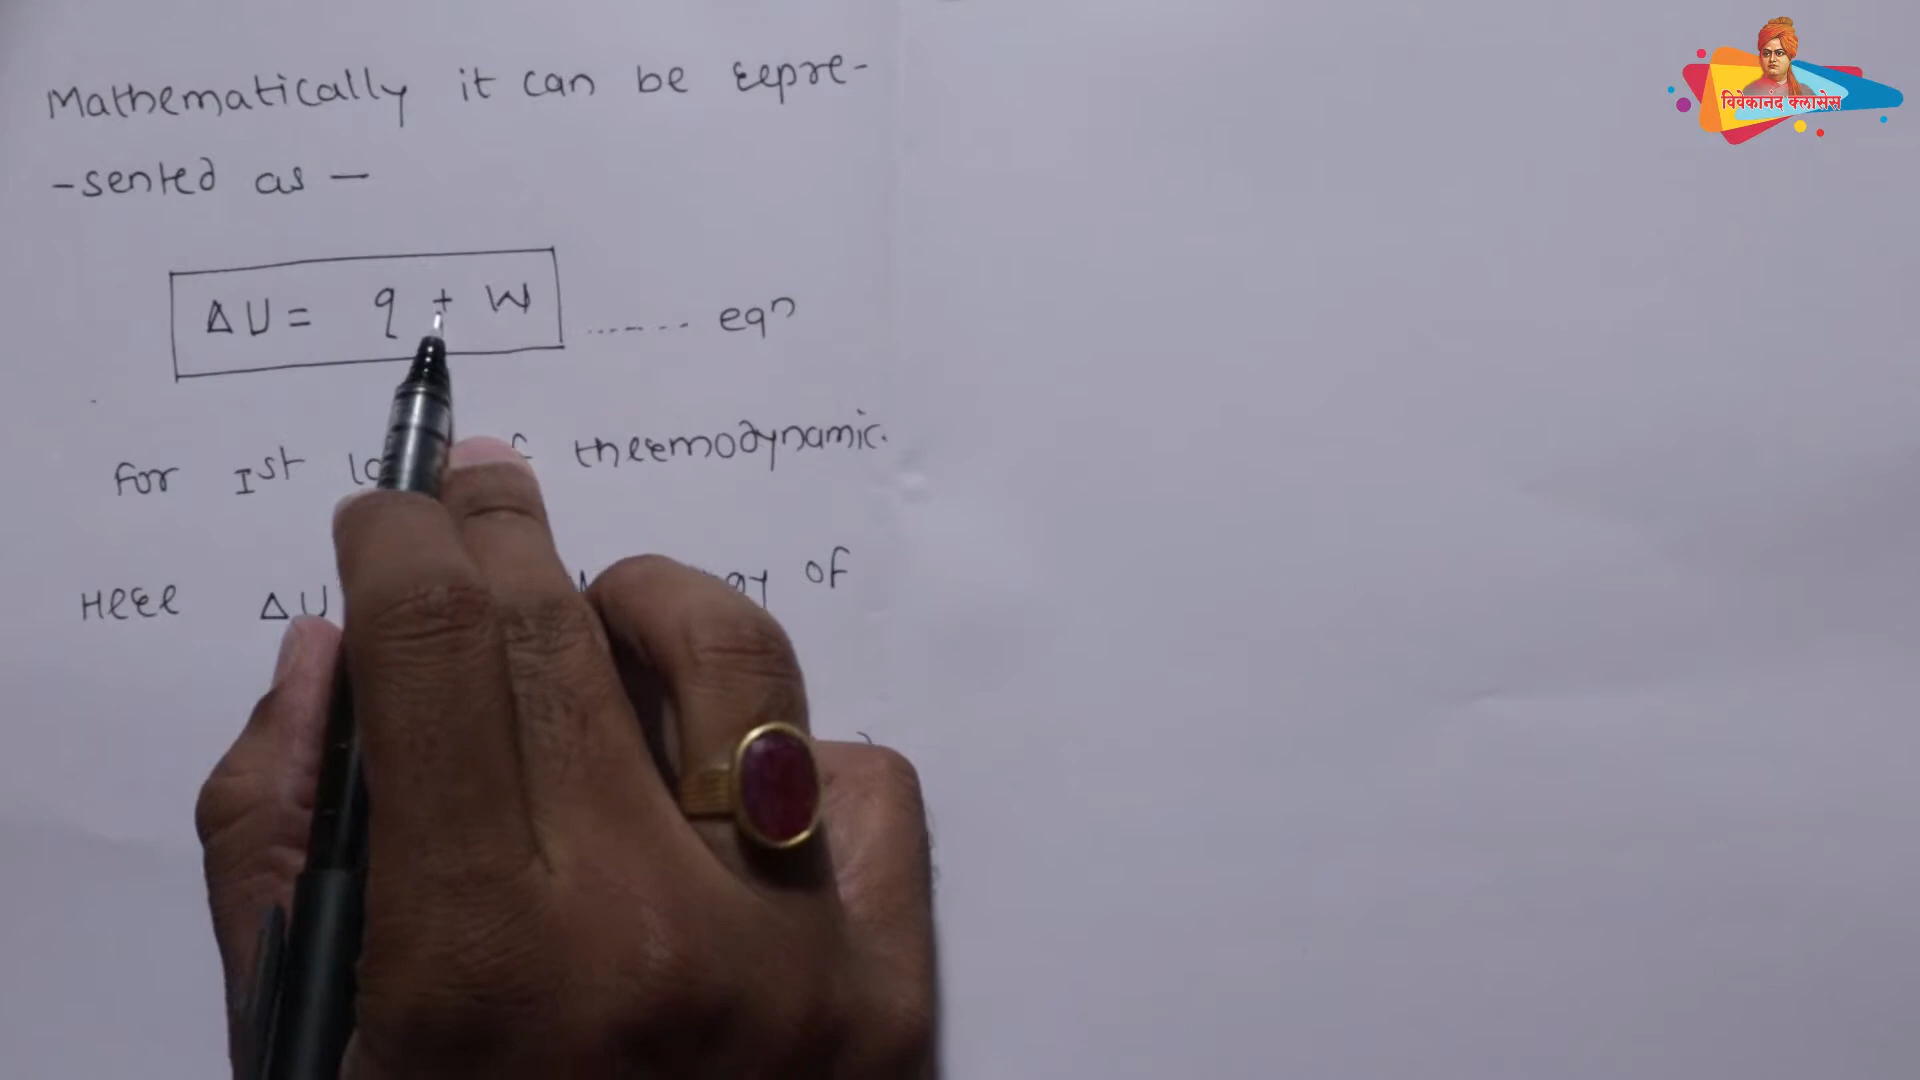 Mathematically it can be repre-
-sented as —
विवेकानंद क्लासेस
ΔU = q + W ........ eqn
For Ist thermodynamic.
Here ΔU of